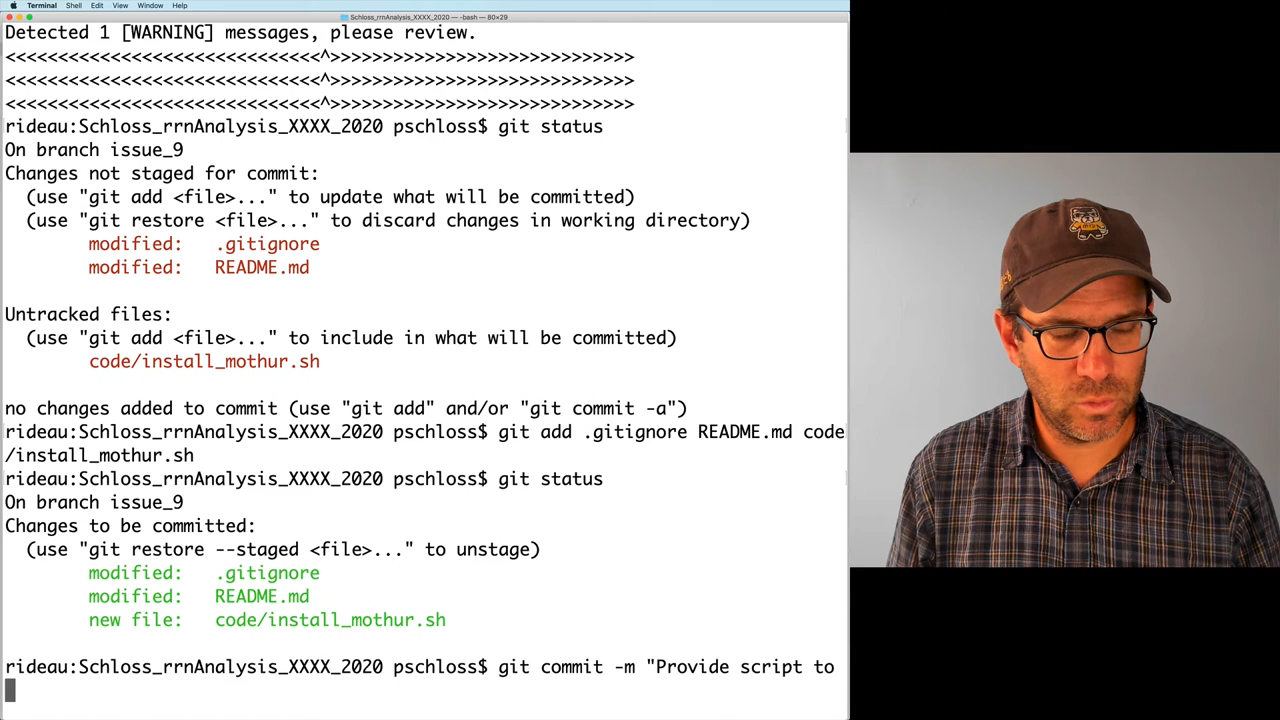 Terminal Shell Edit View Window Help
Schloss_rrnAnalysis_XXXX_2020 — -bash — 80×29
Detected 1 [WARNING] messages, please review.
<<<<<<<<<<<<<<<<<<<<<<<<<<<<<<^>>>>>>>>>>>>>>>>>>>>>>>>>>>>>
<<<<<<<<<<<<<<<<<<<<<<<<<<<<<<^>>>>>>>>>>>>>>>>>>>>>>>>>>>>>
<<<<<<<<<<<<<<<<<<<<<<<<<<<<<<^>>>>>>>>>>>>>>>>>>>>>>>>>>>>>
rideau:Schloss_rrnAnalysis_XXXX_2020 pschloss$ git status
On branch issue_9
Changes not staged for commit:
(use "git add <file>..." to update what will be committed)
(use "git restore <file>..." to discard changes in working directory)
modified: .gitignore
modified: README.md
Untracked files:
(use "git add <file>..." to include in what will be committed)
code/install_mothur.sh
no changes added to commit (use "git add" and/or "git commit -a")
rideau:Schloss_rrnAnalysis_XXXX_2020 pschloss$ git add .gitignore README.md code
/install_mothur.sh
rideau:Schloss_rrnAnalysis_XXXX_2020 pschloss$ git status
On branch issue_9
Changes to be committed:
(use "git restore --staged <file>..." to unstage)
modified: .gitignore
modified: README.md
new file: code/install_mothur.sh
rideau:Schloss_rrnAnalysis_XXXX_2020 pschloss$ git commit -m "Provide script to